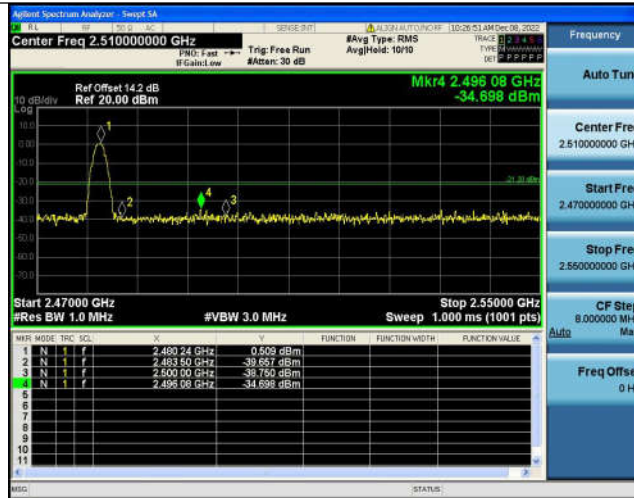 Agilent Spectrum Analyzer - Swept SA
RL RF 50 Ω AC SENSE:INT ALIGN AUTO/NO RF 10:26:51 AM Dec 08, 2022
Center Freq 2.510000000 GHz
PNO: Fast
IFGain:Low
Trig: Free Run
#Atten: 30 dB
#Avg Type: RMS
Avg|Hold: 10/10
TRACE 1 2 3 4 5
TYPE M
DET P P P P P
Frequency
Auto Tun
Center Fre
2.510000000 GH
Start Fre
2.470000000 GH
Stop Fre
2.550000000 GH
CF Step
8.000000 MH
Auto Ma
Freq Offse
0 H
Ref Offset 14.2 dB
10 dB/div Ref 20.00 dBm
Log
Mkr4 2.496 08 GHz
-34.698 dBm
10.0
0.00
-10.0
-20.0
-30.0
-40.0
-50.0
-60.0
-70.0
1
2
3
4
-21.20 dBm
Start 2.47000 GHz Stop 2.55000 GHz
#Res BW 1.0 MHz #VBW 3.0 MHz Sweep 1.000 ms (1001 pts)
MKR MODE TRC SCL X Y FUNCTION FUNCTION WIDTH FUNCTION VALUE
1 N 1 f 2.480 24 GHz 0.509 dBm
2 N 1 f 2.483 50 GHz -39.657 dBm
3 N 1 f 2.500 00 GHz -38.750 dBm
4 N 1 f 2.496 08 GHz -34.698 dBm
5
6
7
8
9
10
11
MSG STATUS